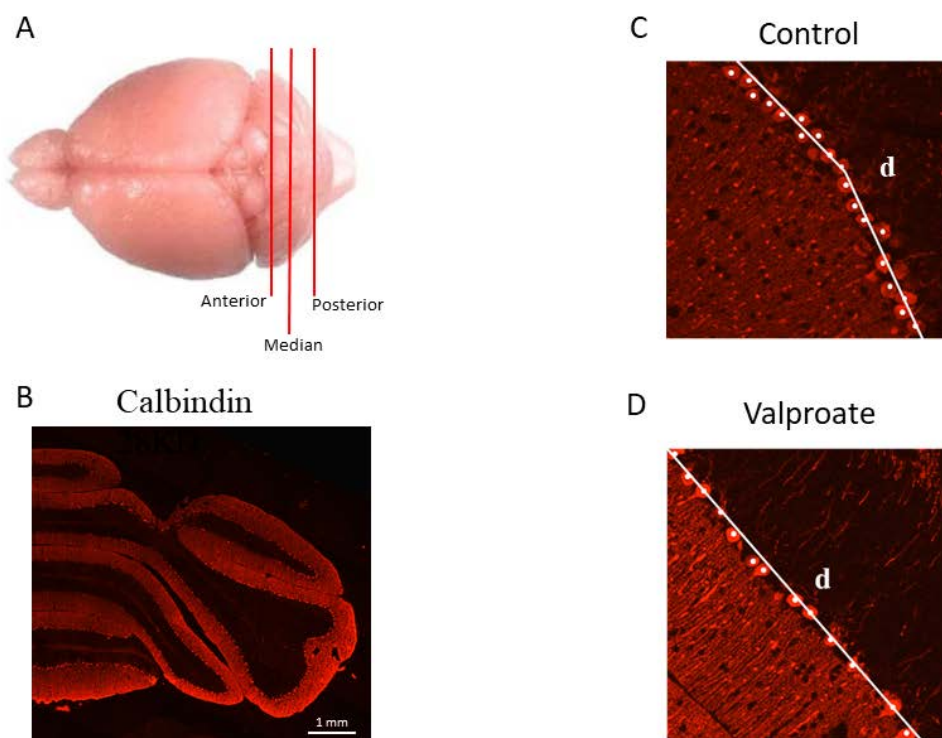 A
Anterior
Median
Posterior
B
Calbindin
1 mm
C
Control
d
D
Valproate
d